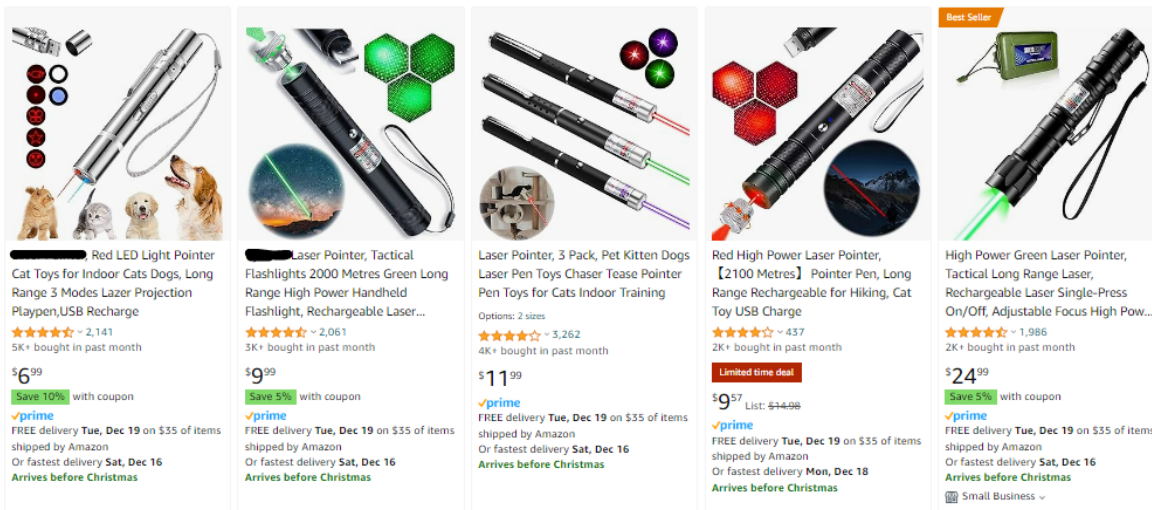 , Red LED Light Pointer
Cat Toys for Indoor Cats Dogs, Long
Range 3 Modes Lazer Projection
Playpen,USB Recharge
2,141
5K+ bought in past month
$6.99
Save 10% with coupon
prime
FREE delivery Tue, Dec 19 on $35 of items
shipped by Amazon
Or fastest delivery Sat, Dec 16
Arrives before Christmas
Laser Pointer, Tactical
Flashlights 2000 Metres Green Long
Range High Power Handheld
Flashlight, Rechargeable Laser...
2,061
3K+ bought in past month
$9.99
Save 5% with coupon
prime
FREE delivery Tue, Dec 19 on $35 of items
shipped by Amazon
Or fastest delivery Sat, Dec 16
Arrives before Christmas
Laser Pointer, 3 Pack, Pet Kitten Dogs
Laser Pen Toys Chaser Tease Pointer
Pen Toys for Cats Indoor Training
Options: 2 sizes
3,262
4K+ bought in past month
$11.99
prime
FREE delivery Tue, Dec 19 on $35 of items
shipped by Amazon
Or fastest delivery Sat, Dec 16
Arrives before Christmas
Red High Power Laser Pointer,
【2100 Metres】 Pointer Pen, Long
Range Rechargeable for Hiking, Cat
Toy USB Charge
437
2K+ bought in past month
Limited time deal
$9.57 List: $14.98
prime
FREE delivery Tue, Dec 19 on $35 of items
shipped by Amazon
Or fastest delivery Mon, Dec 18
Arrives before Christmas
Best Seller
High Power Green Laser Pointer,
Tactical Long Range Laser,
Rechargeable Laser Single-Press
On/Off, Adjustable Focus High Pow...
1,986
2K+ bought in past month
$24.99
Save 5% with coupon
prime
FREE delivery Tue, Dec 19 on $35 of items
shipped by Amazon
Or fastest delivery Sat, Dec 16
Arrives before Christmas
Small Business